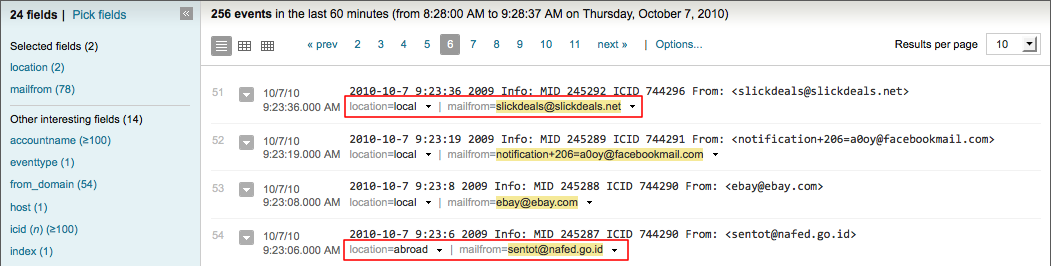 24 fields | Pick fields «
Selected fields (2)
location (2)
mailfrom (78)
Other interesting fields (14)
accountname (≥100)
eventtype (1)
from_domain (54)
host (1)
icid (n) (≥100)
index (1)
256 events in the last 60 minutes (from 8:28:00 AM to 9:28:37 AM on Thursday, October 7, 2010)
« prev 2 3 4 5 6 7 8 9 10 11 next » | Options... Results per page 10
51 10/7/10 2010-10-7 9:23:36 2009 Info: MID 245292 ICID 744296 From: <slickdeals@slickdeals.net>
9:23:36.000 AM location=local | mailfrom=slickdeals@slickdeals.net
52 10/7/10 2010-10-7 9:23:19 2009 Info: MID 245289 ICID 744291 From: <notification+206=a0oy@facebookmail.com>
9:23:19.000 AM location=local | mailfrom=notification+206=a0oy@facebookmail.com
53 10/7/10 2010-10-7 9:23:8 2009 Info: MID 245288 ICID 744290 From: <ebay@ebay.com>
9:23:08.000 AM location=local | mailfrom=ebay@ebay.com
54 10/7/10 2010-10-7 9:23:6 2009 Info: MID 245287 ICID 744290 From: <sentot@nafed.go.id>
9:23:06.000 AM location=abroad | mailfrom=sentot@nafed.go.id